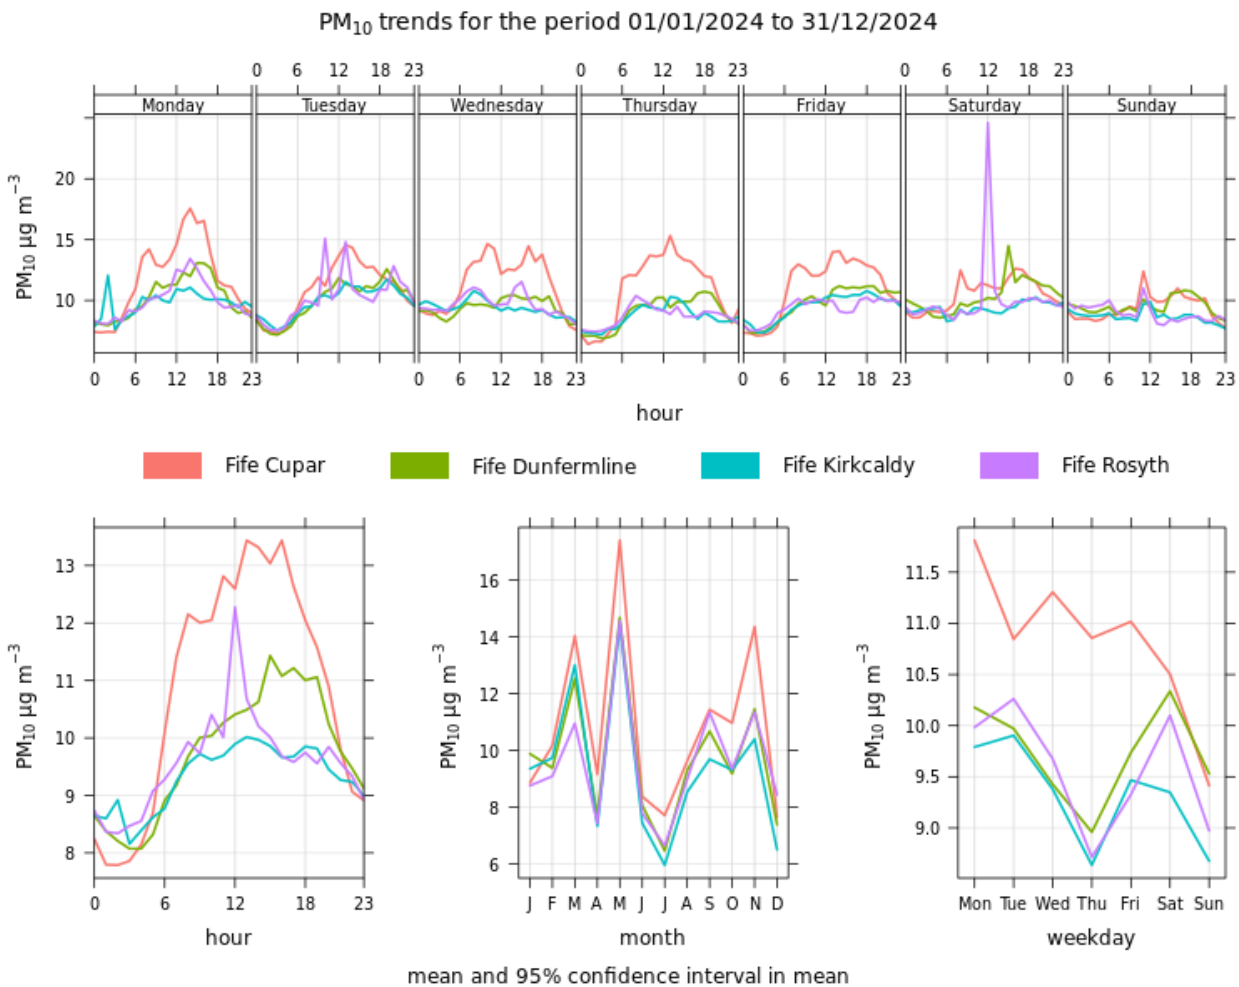 PM₁₀ trends for the period 01/01/2024 to 31/12/2024
0 6 12 18 23 0 6 12 18 23 0 6 12 18 23
Monday Tuesday Wednesday Thursday Friday Saturday Sunday
20
15
10
PM₁₀ µg m⁻³
0 6 12 18 23 0 6 12 18 23 0 6 12 18 23 0 6 12 18 23
hour
Fife Cupar Fife Dunfermline Fife Kirkcaldy Fife Rosyth
13
12
11
10
9
8
PM₁₀ µg m⁻³
0 6 12 18 23
hour
16
14
12
10
8
6
PM₁₀ µg m⁻³
J F M A M J J A S O N D
month
11.5
11.0
10.5
10.0
9.5
9.0
PM₁₀ µg m⁻³
Mon Tue Wed Thu Fri Sat Sun
weekday
mean and 95% confidence interval in mean